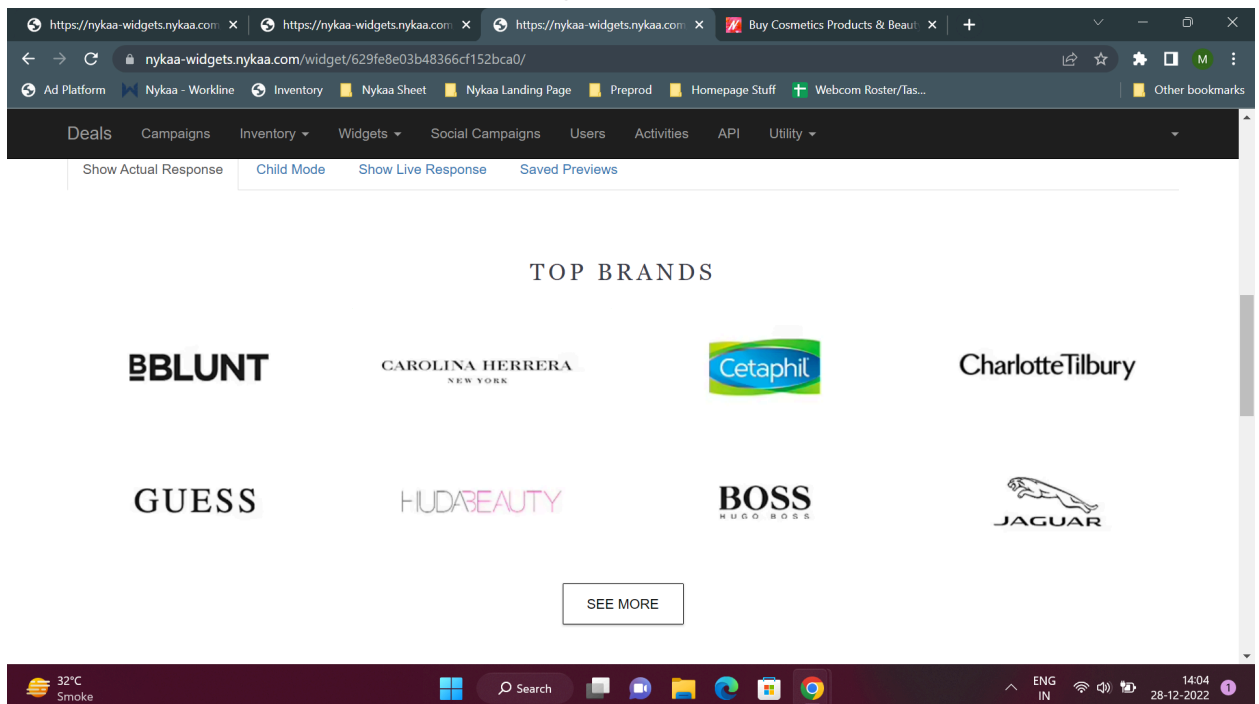 https://nykaa-widgets.nykaa.com https://nykaa-widgets.nykaa.com https://nykaa-widgets.nykaa.com Buy Cosmetics Products & Beaut
nykaa-widgets.nykaa.com/widget/629fe8e03b48366cf152bca0/ M
Ad Platform Nykaa - Workline Inventory Nykaa Sheet Nykaa Landing Page Preprod Homepage Stuff Webcom Roster/Tas... Other bookmarks
Deals Campaigns Inventory Widgets Social Campaigns Users Activities API Utility
Show Actual Response Child Mode Show Live Response Saved Previews
TOP BRANDS
BBLUNT CAROLINA HERRERA Cetaphil CharlotteTilbury
NEW YORK
GUESS HUDABEAUTY BOSS JAGUAR
HUGO BOSS
SEE MORE
32°C Search ENG 14:04
Smoke IN 28-12-2022 1